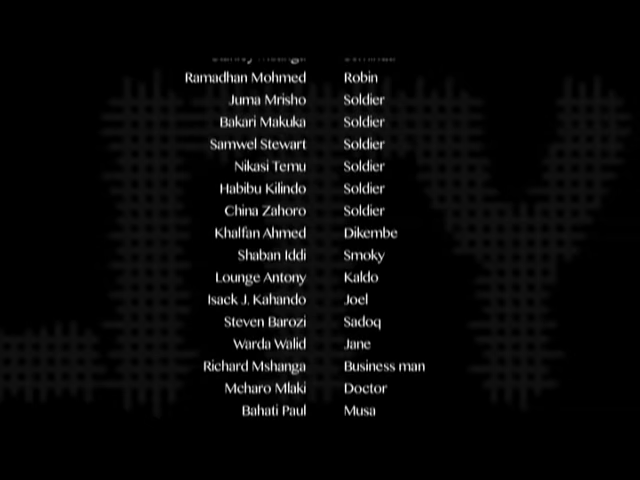 Ramadhan Mohmed Robin
Juma Mrisho Soldier
Bakari Makuka Soldier
Samwel Stewart Soldier
Nikasi Temu Soldier
Habibu Kilindo Soldier
China Zahoro Soldier
Khalfan Ahmed Dikembe
Shaban Iddi Smoky
Lounge Antony Kaldo
Isack J. Kahando Joel
Steven Barozi Sadoq
Warda Walid Jane
Richard Mshanga Business man
Mcharo Mlaki Doctor
Bahati Paul Musa